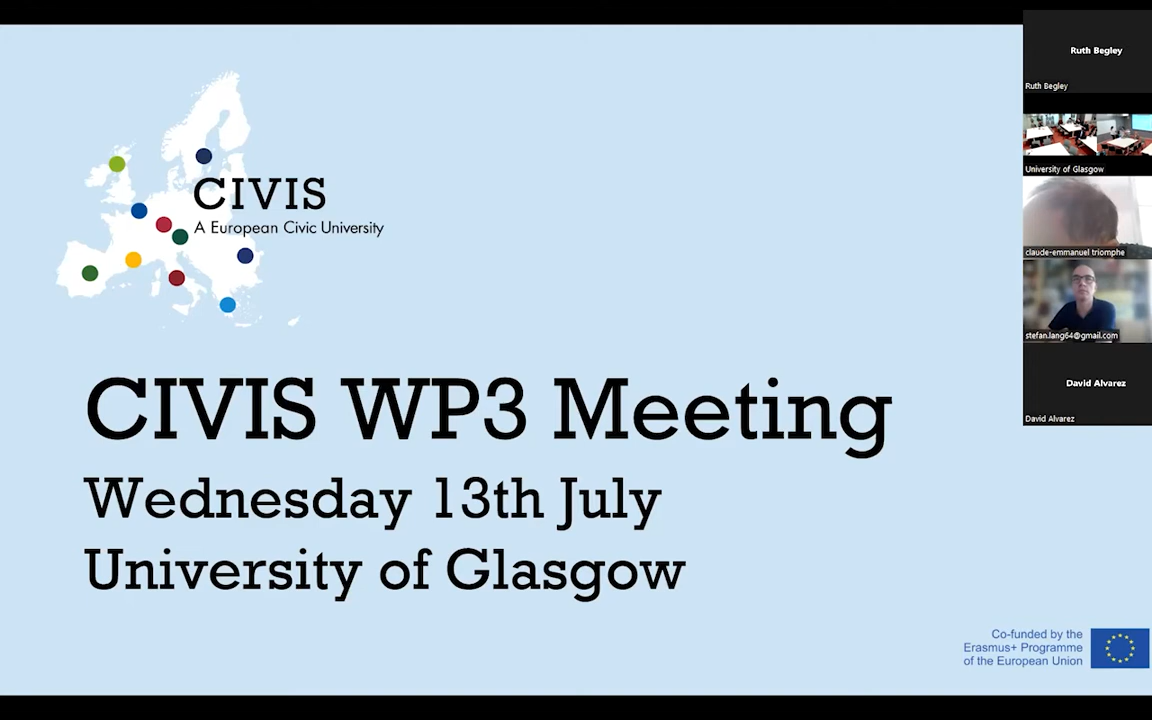 CIVIS
A European Civic University
CIVIS WP3 Meeting
Wednesday 13th July
University of Glasgow
Co-funded by the
Erasmus+ Programme
of the European Union
Ruth Begley
Ruth Begley
University of Glasgow
claude-emmanuel triomphe
stefan.lang64@gmail.com
David Alvarez
David Alvarez